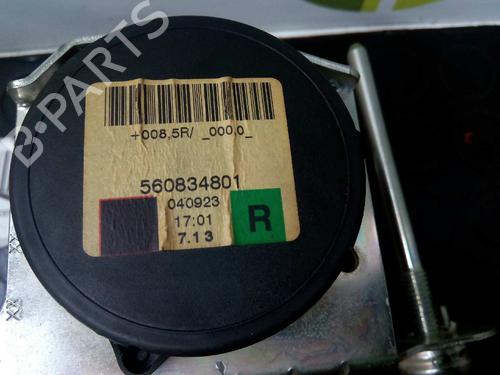 B-PARTS
+008,5R/ _000,0_
560834801
040923
17:01
7.13
R